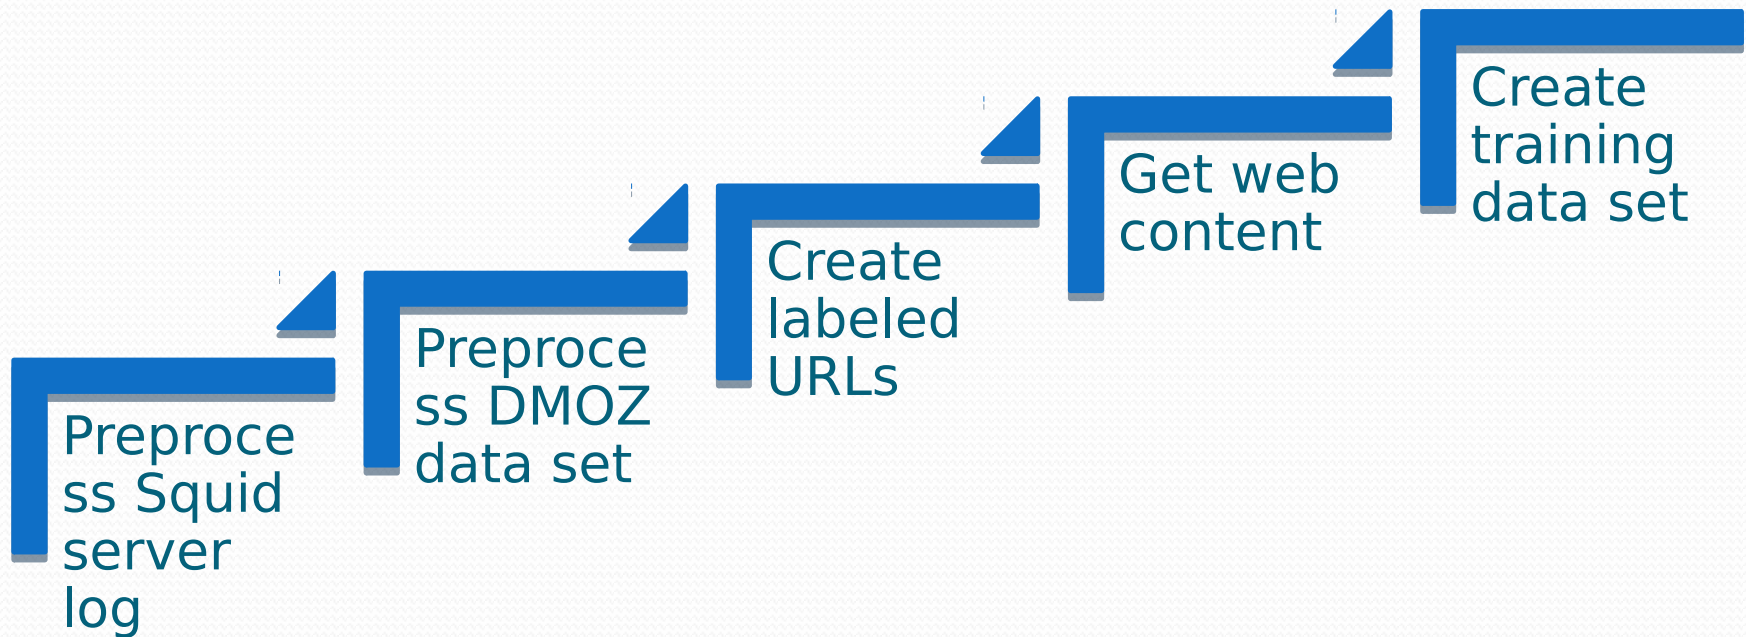 Preproce
ss Squid
server
log
Preproce
ss DMOZ
data set
Create
labeled
URLs
Get web
content
Create
training
data set